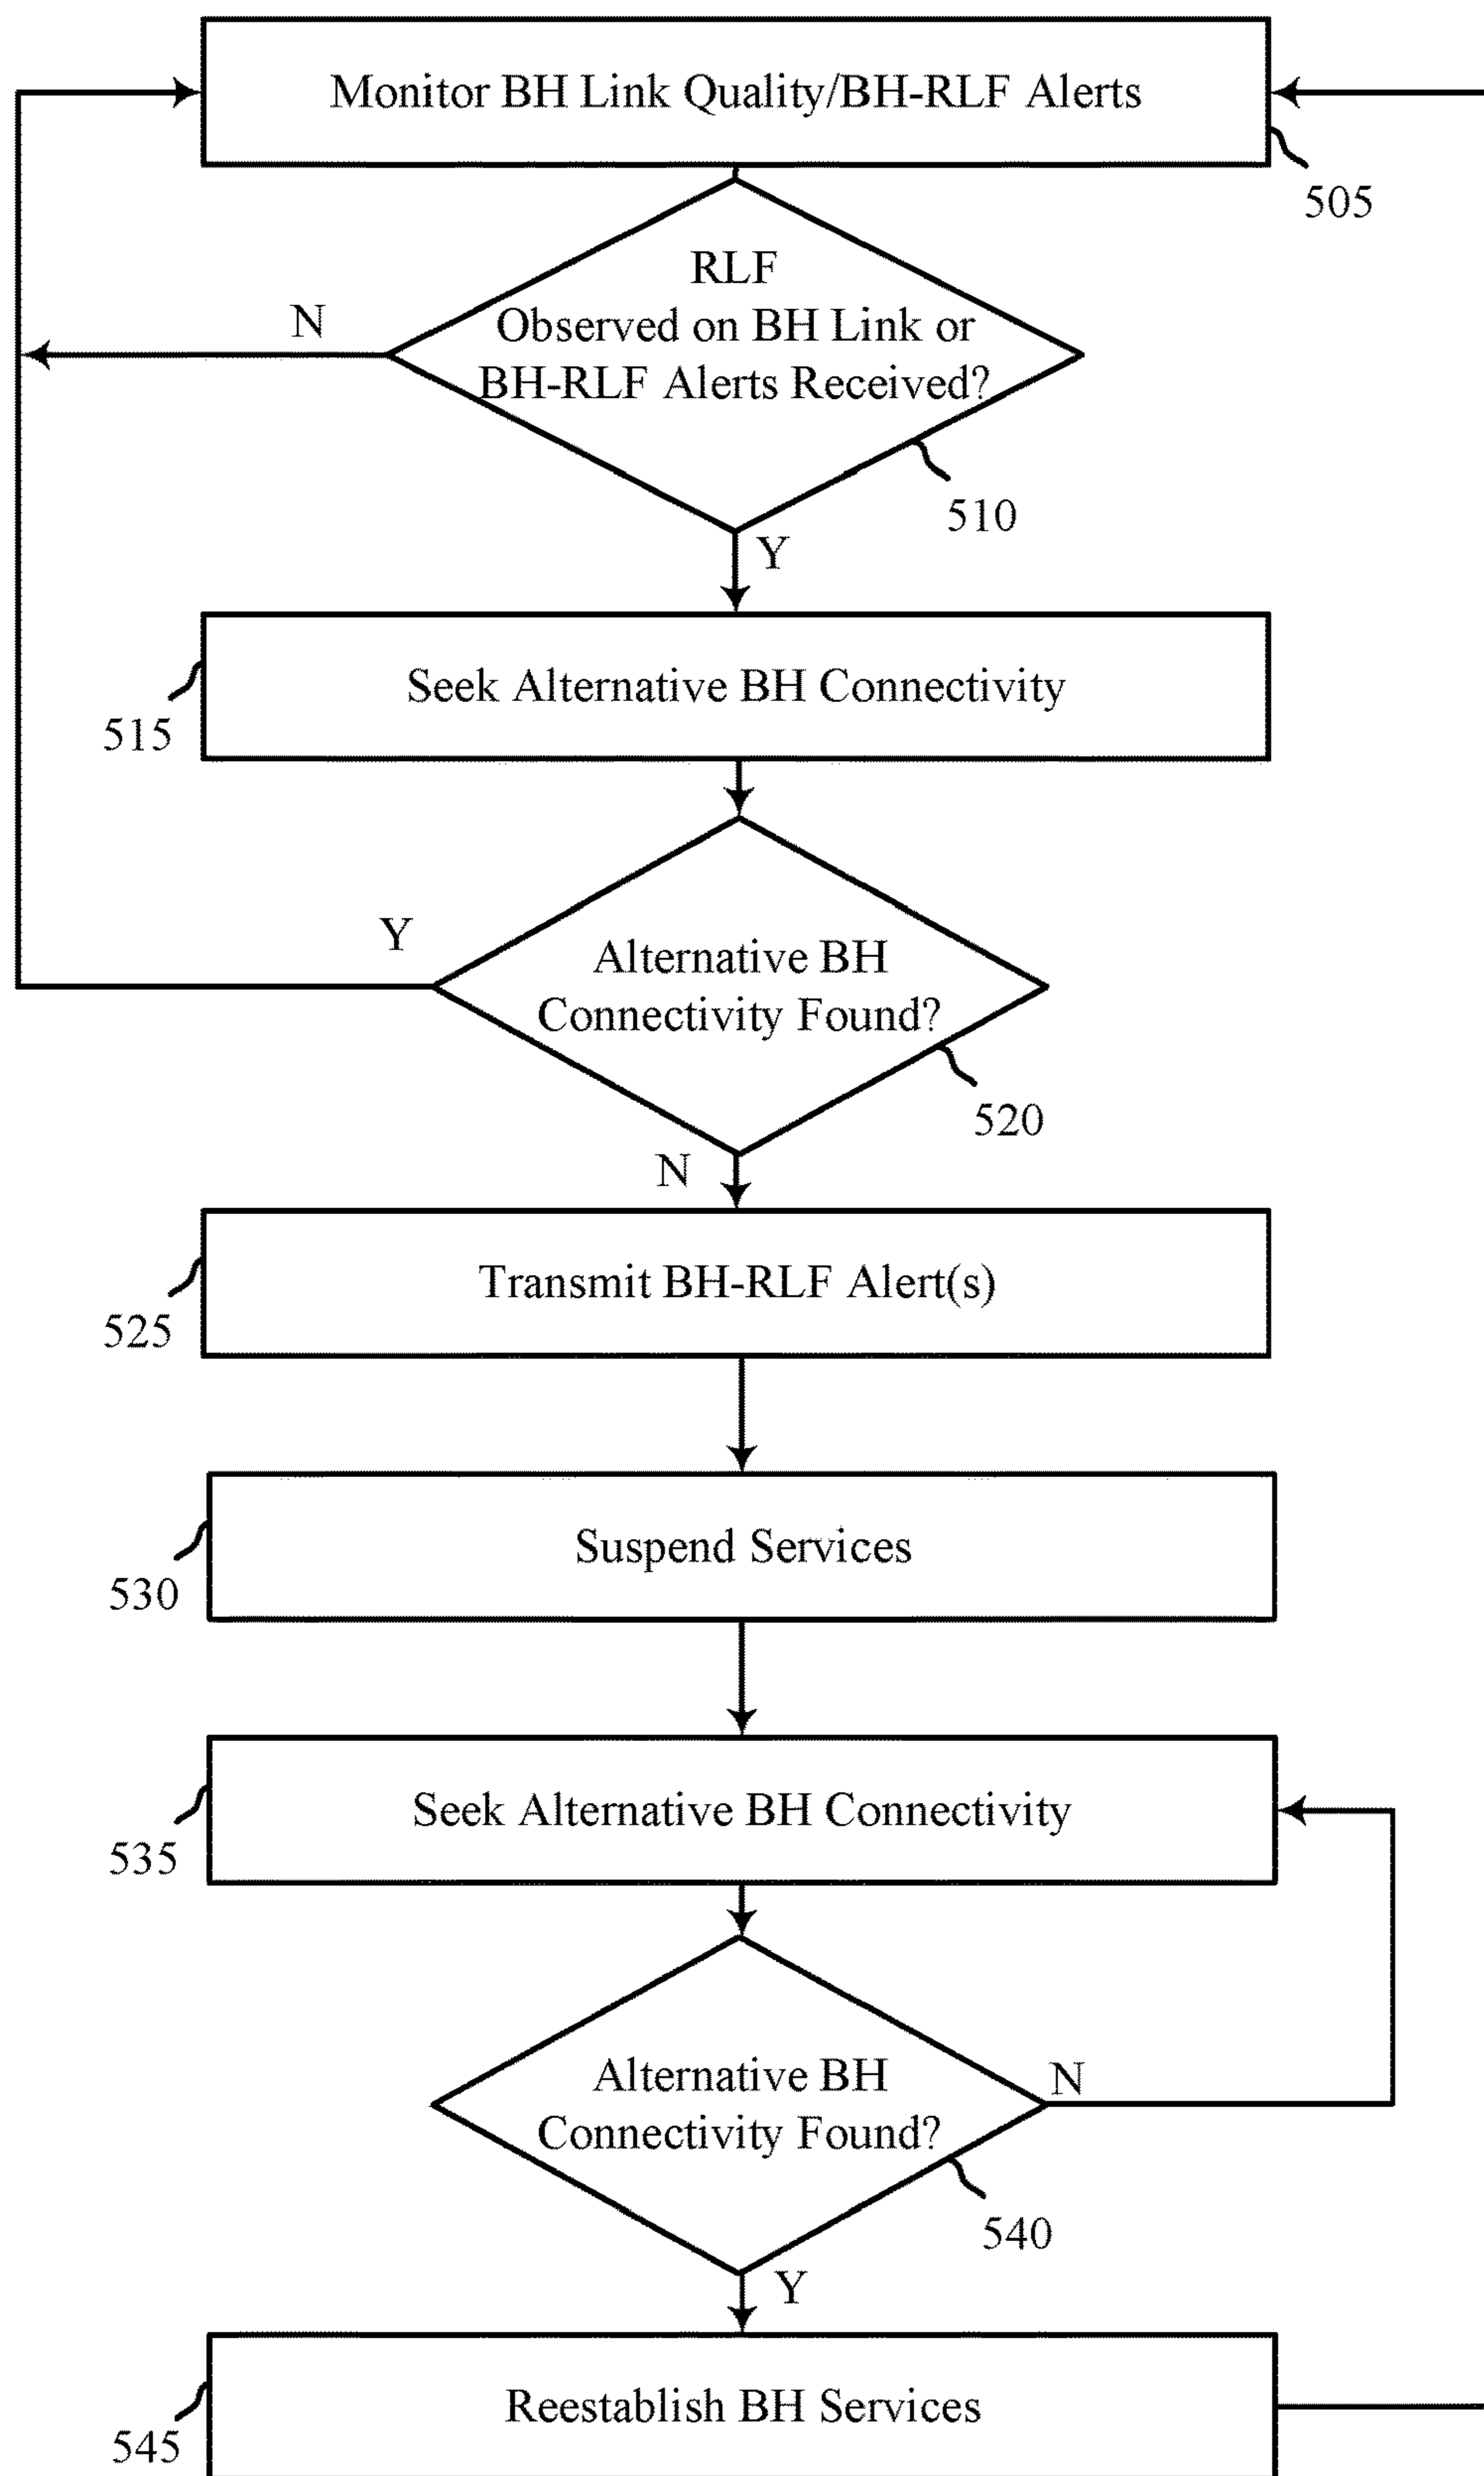 Monitor BH Link Quality/BH-RLF Alerts
505
RLF
Observed on BH Link or
BH-RLF Alerts Received?
N
510
Y
Seek Alternative BH Connectivity
515
Y
Alternative BH
Connectivity Found?
520
N
Transmit BH-RLF Alert(s)
525
Suspend Services
530
Seek Alternative BH Connectivity
535
Alternative BH
Connectivity Found?
N
540
Y
Reestablish BH Services
545